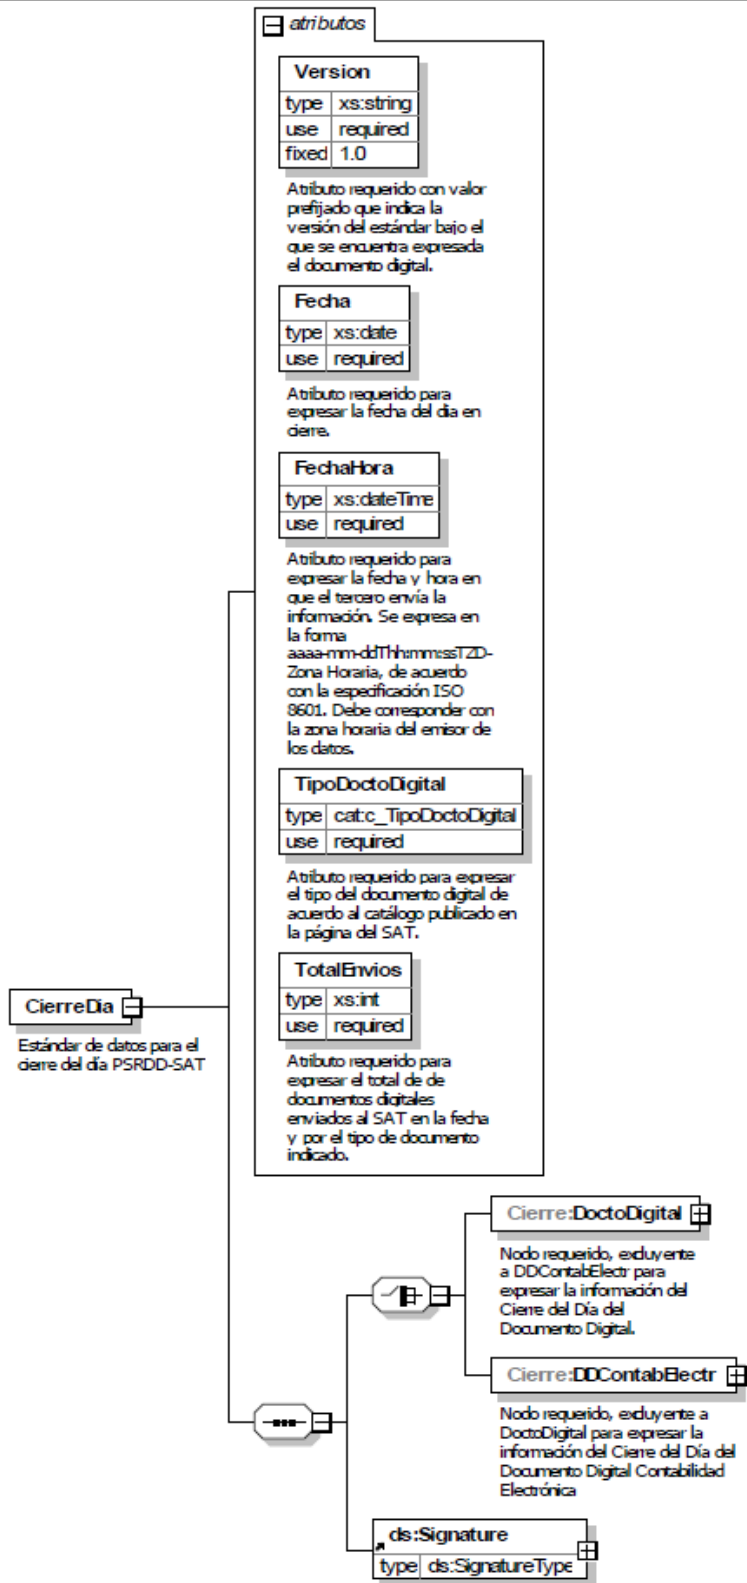 atributos
Version
type xs:string
use required
fixed 1.0
Atributo requerido con valor
prefijado que indica la
versión del estándar bajo el
que se encuentra expresada
el documento digital.
Fecha
type xs:date
use required
Atributo requerido para
expresar la fecha del dia en
cierre.
FechaHora
type xs:dateTime
use required
Atributo requerido para
expresar la fecha y hora en
que el tercero envía la
información. Se expresa en
la forma
aaaa-mm-ddThh:mm:ssTZD-
Zona Horaria, de acuerdo
con la especificación ISO
8601. Debe corresponder con
la zona horaria del emisor de
los datos.
TipoDoctoDigital
type cat:c_TipoDoctoDigital
use required
Atributo requerido para expresar
el tipo del documento digital de
acuerdo al catálogo publicado en
la página del SAT.
TotalEnvios
type xs:int
use required
Atributo requerido para
expresar el total de de
documentos digitales
enviados al SAT en la fecha
y por el tipo de documento
indicado.
CierreDia
Estándar de datos para el
cierre del día PSRDD-SAT
Cierre:DoctoDigital
Nodo requerido, excluyente
a DDContabElectr para
expresar la información del
Cierre del Día del
Documento Digital.
Cierre:DDContabElectr
Nodo requerido, excluyente a
DoctoDigital para expresar la
información del Cierre del Día del
Documento Digital Contabilidad
Electrónica
ds:Signature
type ds:SignatureType